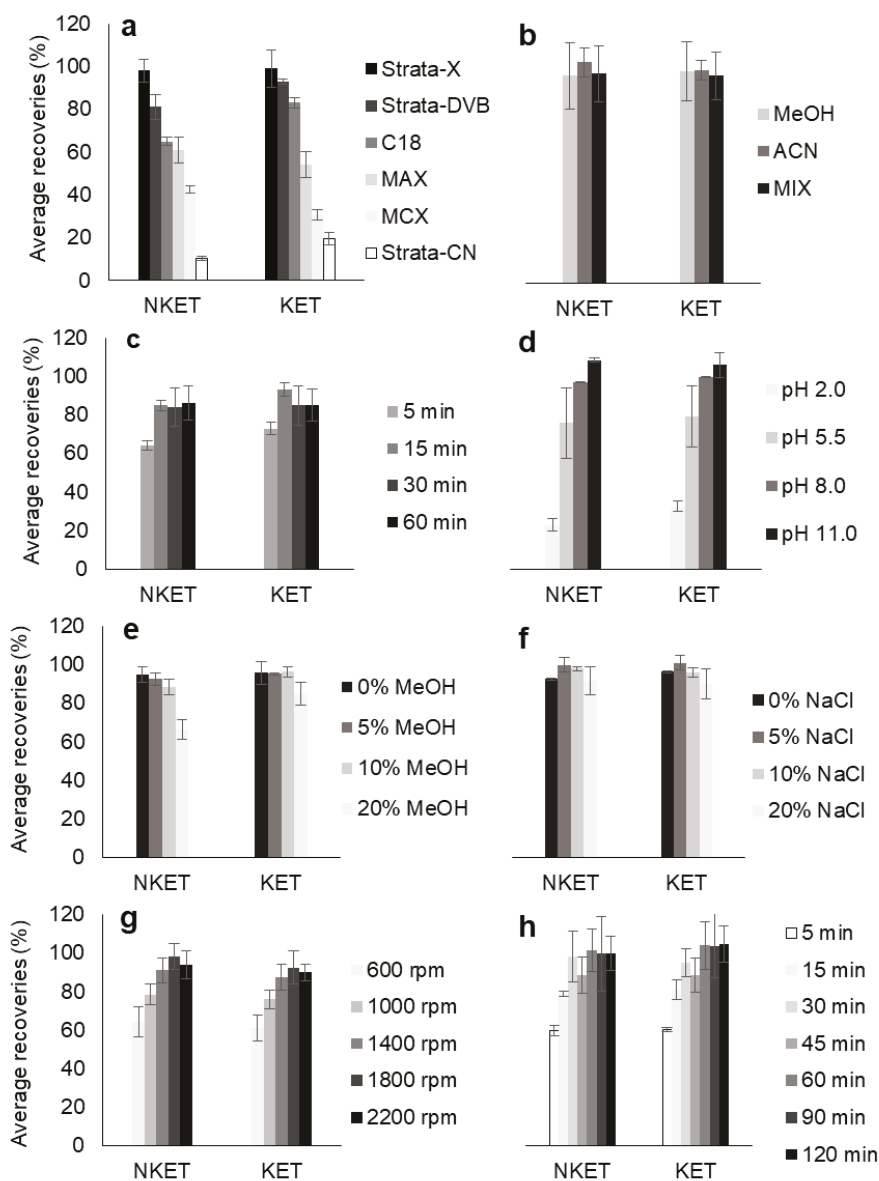 a
Average recoveries (%)
120
100
80
60
40
20
0
NKET KET
Strata-X
Strata-DVB
C18
MAX
MCX
Strata-CN
b
NKET KET
MeOH
ACN
MIX
c
Average recoveries (%)
120
100
80
60
40
20
0
NKET KET
5 min
15 min
30 min
60 min
d
NKET KET
pH 2.0
pH 5.5
pH 8.0
pH 11.0
e
Average recoveries (%)
120
100
80
60
40
20
0
NKET KET
0% MeOH
5% MeOH
10% MeOH
20% MeOH
f
NKET KET
0% NaCl
5% NaCl
10% NaCl
20% NaCl
g
Average recoveries (%)
120
100
80
60
40
20
0
NKET KET
600 rpm
1000 rpm
1400 rpm
1800 rpm
2200 rpm
h
NKET KET
5 min
15 min
30 min
45 min
60 min
90 min
120 min